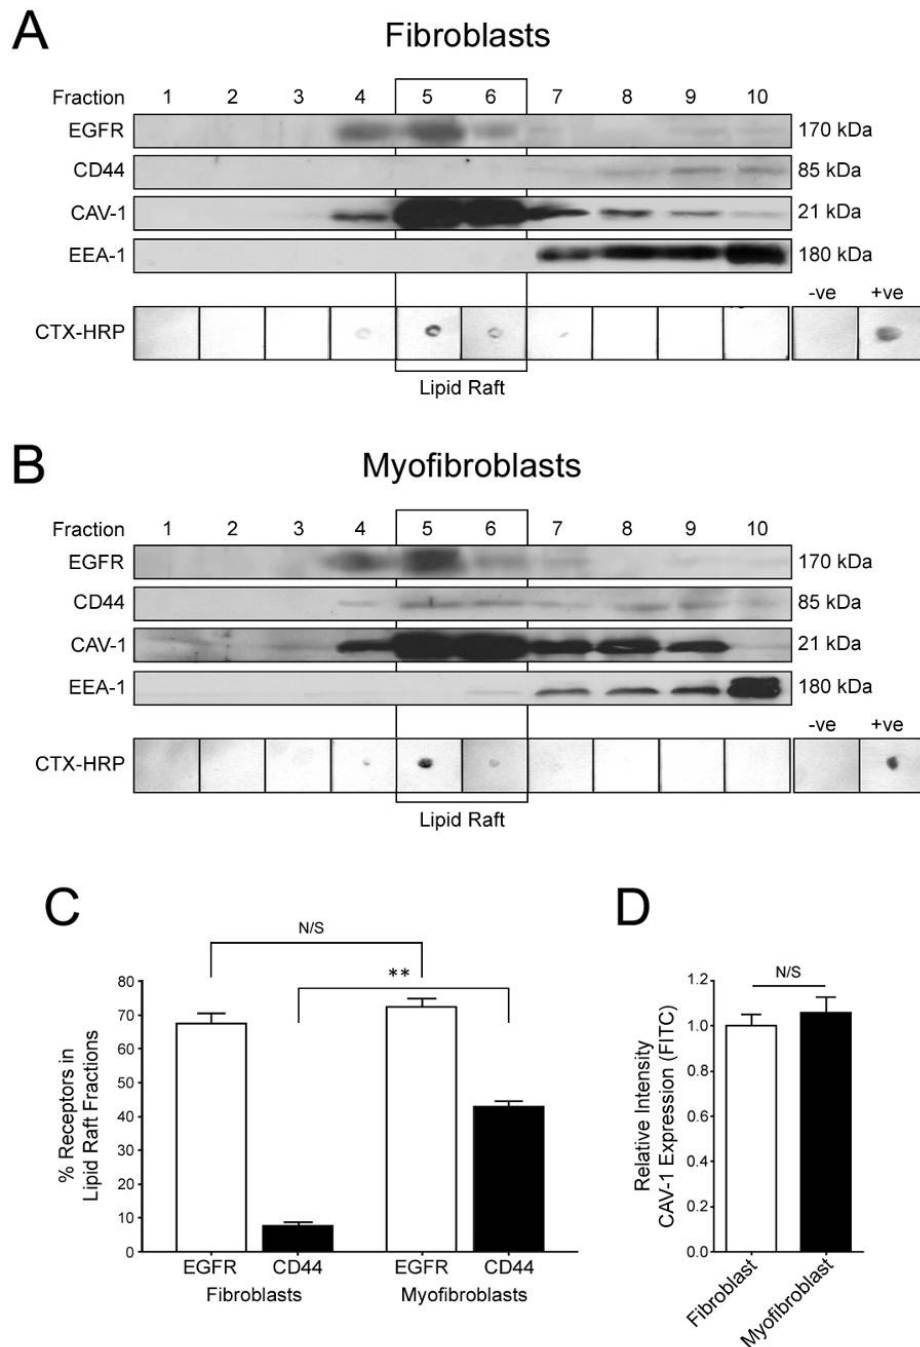 A
Fibroblasts
Fraction 1 2 3 4 5 6 7 8 9 10
EGFR 170 kDa
CD44 85 kDa
CAV-1 21 kDa
EEA-1 180 kDa
-ve +ve
CTX-HRP
Lipid Raft
B
Myofibroblasts
Fraction 1 2 3 4 5 6 7 8 9 10
EGFR 170 kDa
CD44 85 kDa
CAV-1 21 kDa
EEA-1 180 kDa
-ve +ve
CTX-HRP
Lipid Raft
C
N/S
**
% Receptors in
Lipid Raft Fractions
80
70
60
50
40
30
20
10
0
EGFR CD44 EGFR CD44
Fibroblasts Myofibroblasts
D
N/S
Relative Intensity
CAV-1 Expression (FITC)
1.2
1.0
0.8
0.6
0.4
0.2
0.0
Fibroblast
Myofibroblast